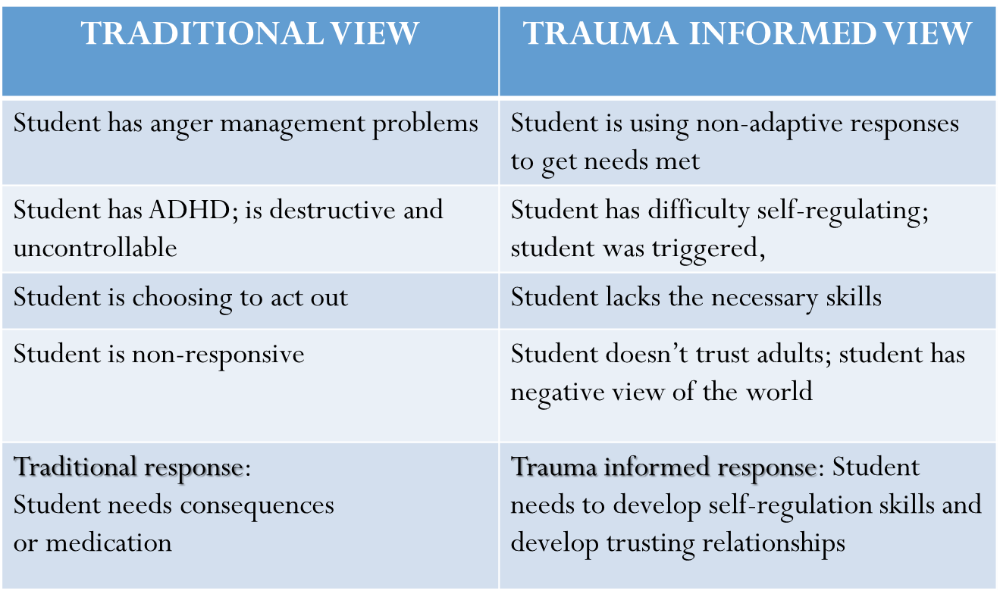 TRADITIONAL VIEW
TRAUMA INFORMED VIEW
Student has anger management problems
Student is using non-adaptive responses
to get needs met
Student has ADHD; is destructive and
uncontrollable
Student has difficulty self-regulating;
student was triggered,
Student is choosing to act out
Student lacks the necessary skills
Student is non-responsive
Student doesn’t trust adults; student has
negative view of the world
Traditional response:
Student needs consequences
or medication
Trauma informed response: Student
needs to develop self-regulation skills and
develop trusting relationships